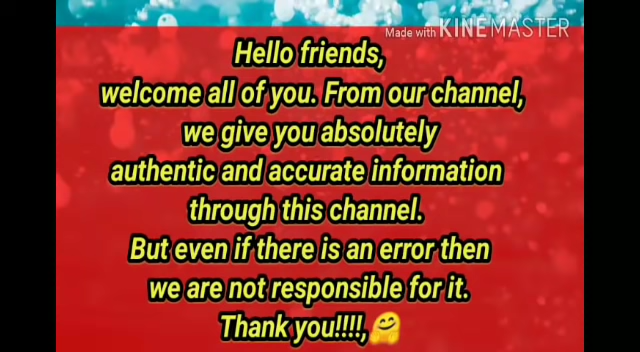 Made with KINEMASTER
Hello friends,
welcome all of you. From our channel,
we give you absolutely
authentic and accurate information
through this channel.
But even if there is an error then
we are not responsible for it.
Thank you!!!!,🤗